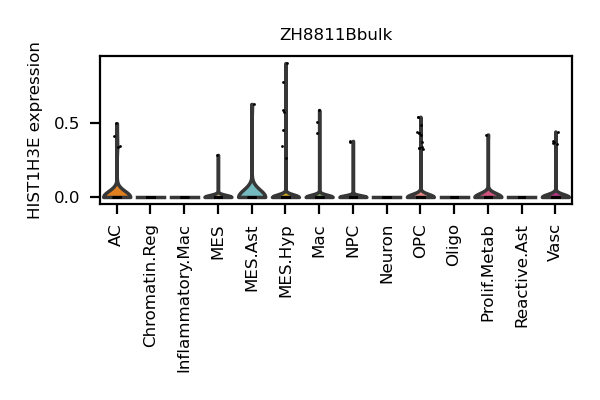 ZH8811Bbulk
HIST1H3E expression
0.5
0.0
AC
Chromatin.Reg
Inflammatory.Mac
MES
MES.Ast
MES.Hyp
Mac
NPC
Neuron
OPC
Oligo
Prolif.Metab
Reactive.Ast
Vasc